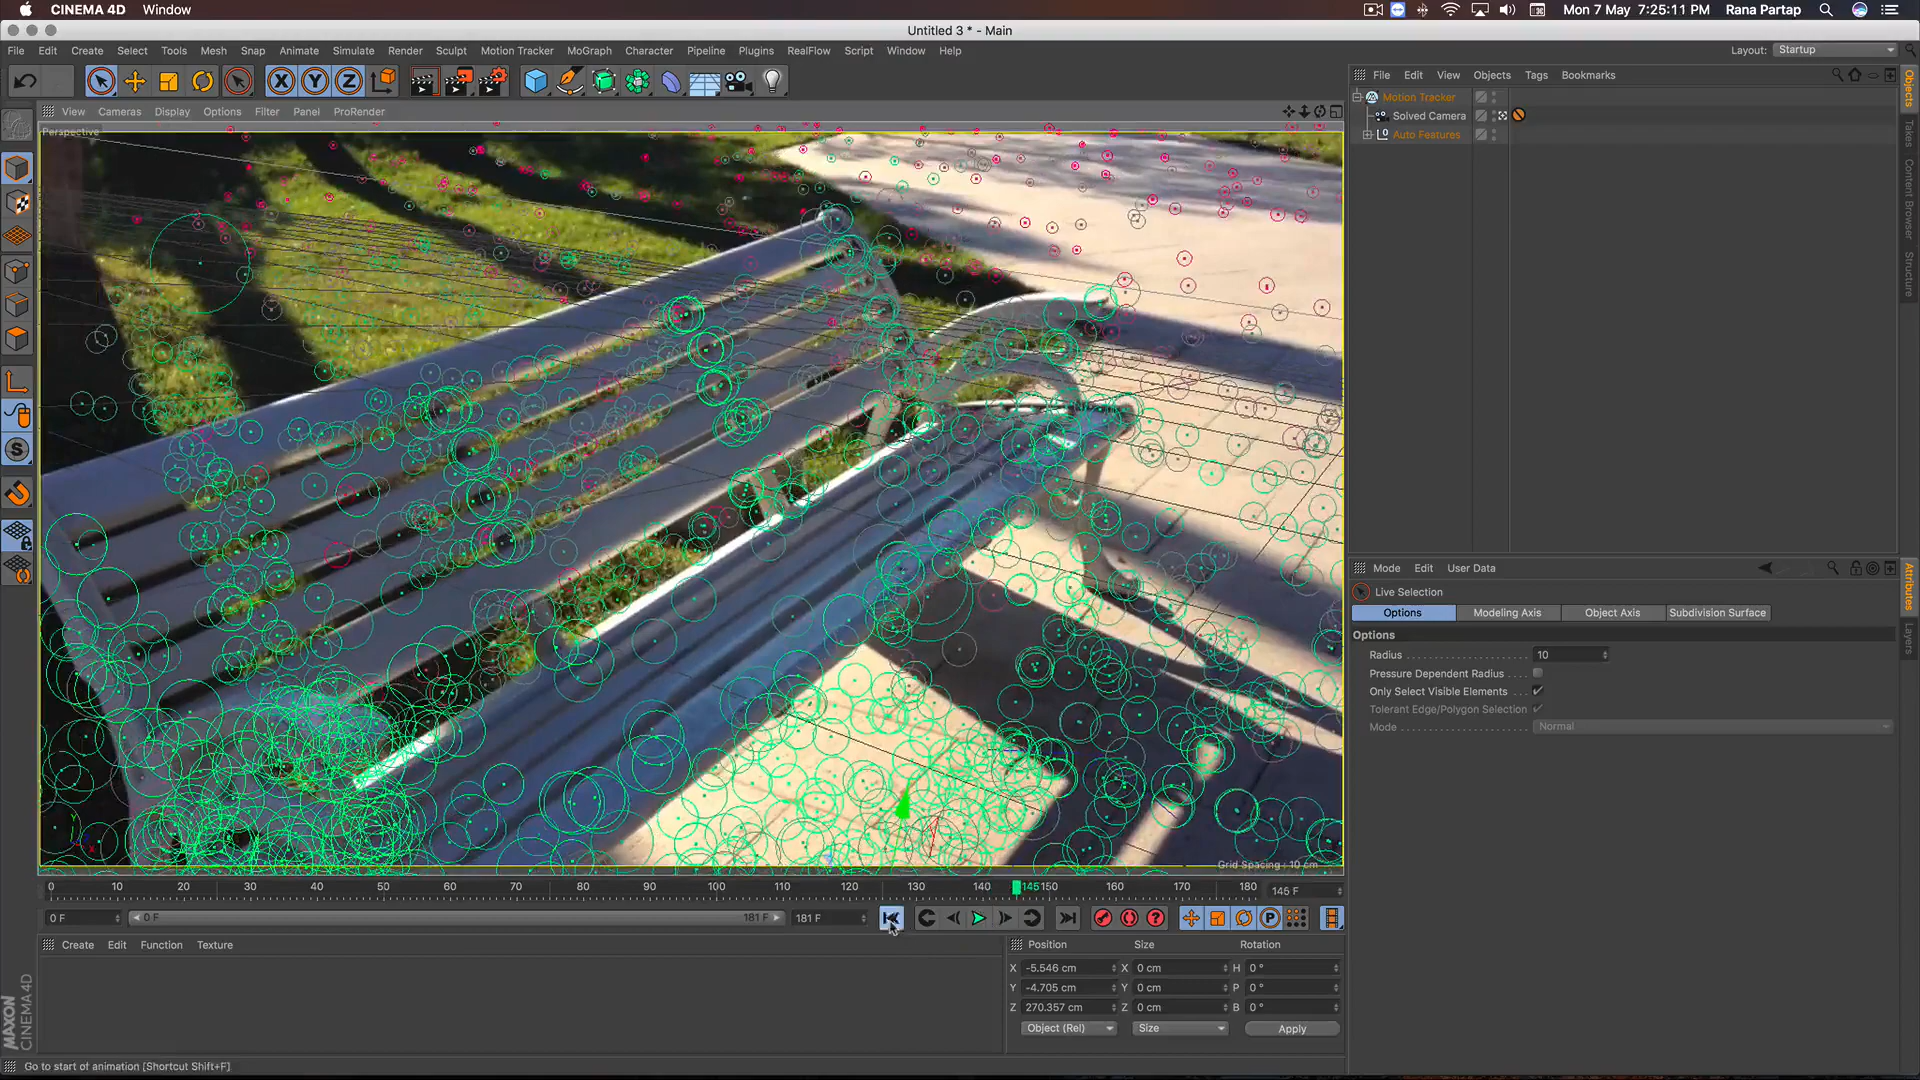 CINEMA 4D Window Mon 7 May 7:25:11 PM Rana Partap
Untitled 3 * - Main
File Edit Create Select Tools Mesh Snap Animate Simulate Render Sculpt Motion Tracker MoGraph Character Pipeline Plugins RealFlow Script Window Help Layout: Startup
File Edit View Objects Tags Bookmarks
Motion Tracker
Solved Camera
Auto Features
Objects
Takes
Content Browser
Structure
View Cameras Display Options Filter Panel ProRender
Perspective
Grid Spacing : 10 cm
Mode Edit User Data
Live Selection
Options Modeling Axis Object Axis Subdivision Surface
Options
Radius 10
Pressure Dependent Radius
Only Select Visible Elements
Tolerant Edge/Polygon Selection
Mode Normal
Attributes
Layers
0 10 20 30 40 50 60 70 80 90 100 110 120 130 140 145 150 160 170 180 145 F
0 F 0 F 181 F 181 F
Create Edit Function Texture
Position Size Rotation
X -5.546 cm X 0 cm H 0 °
Y -4.705 cm Y 0 cm P 0 °
Z 270.357 cm Z 0 cm B 0 °
Object (Rel) Size Apply
MAXON
CINEMA 4D
Go to start of animation [Shortcut Shift+F]